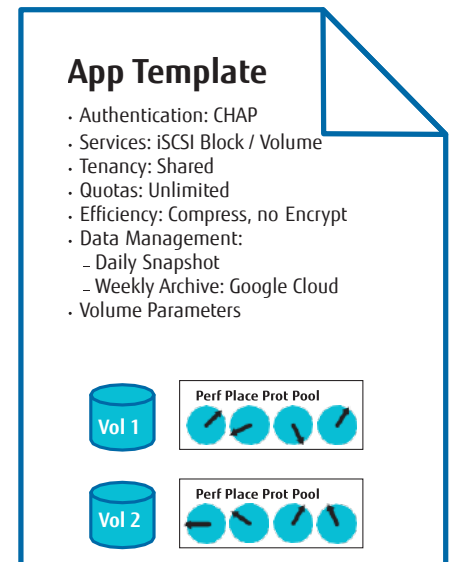 App Template
· Authentication: CHAP
· Services: iSCSI Block / Volume
· Tenancy: Shared
· Quotas: Unlimited
· Efficiency: Compress, no Encrypt
· Data Management:
– Daily Snapshot
– Weekly Archive: Google Cloud
· Volume Parameters
Perf Place Prot Pool
Vol 1
Perf Place Prot Pool
Vol 2